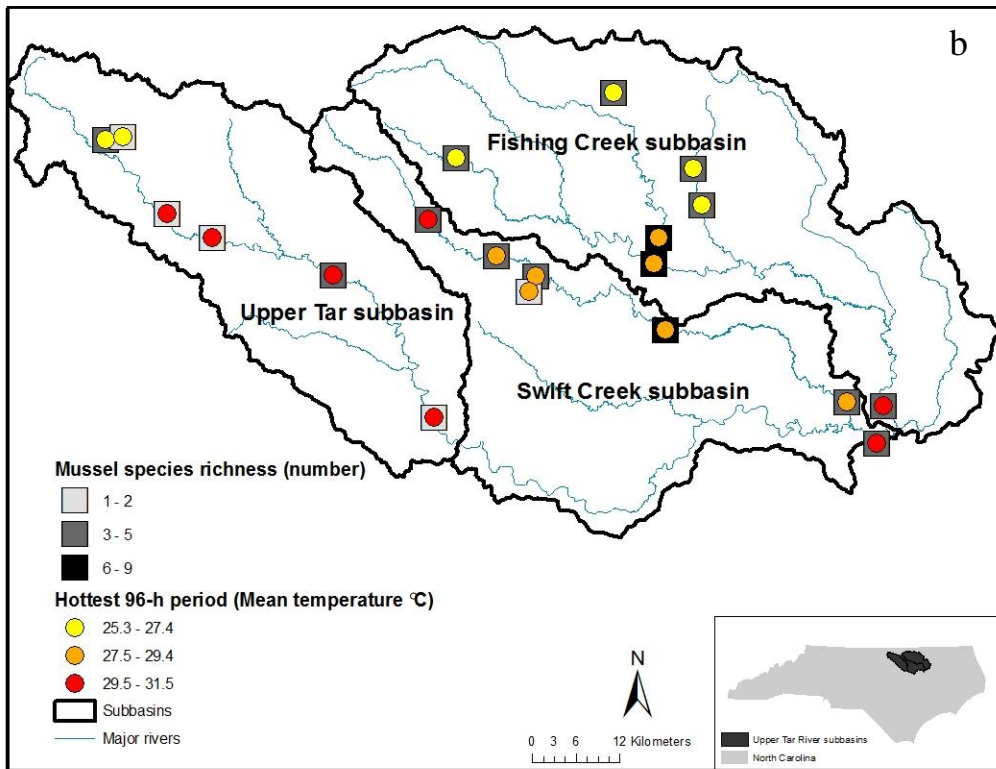 b
Fishing Creek subbasin
Upper Tar subbasin
Swift Creek subbasin
Mussel species richness (number)
1 - 2
3 - 5
6 - 9
Hottest 96-h period (Mean temperature °C)
25.3 - 27.4
27.5 - 29.4
29.5 - 31.5
Subbasins
Major rivers
N
0 3 6 12 Kilometers
Upper Tar River subbasins
North Carolina